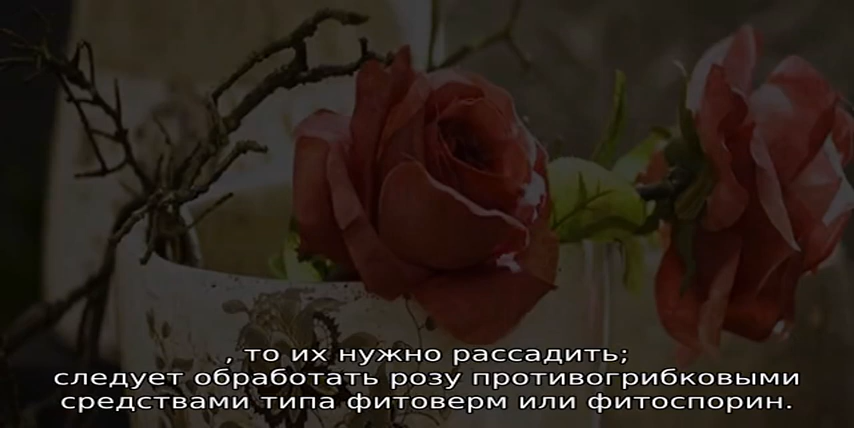 , то их нужно рассадить;
следует обработать розу противогрибковыми
средствами типа фитоверм или фитоспорин.